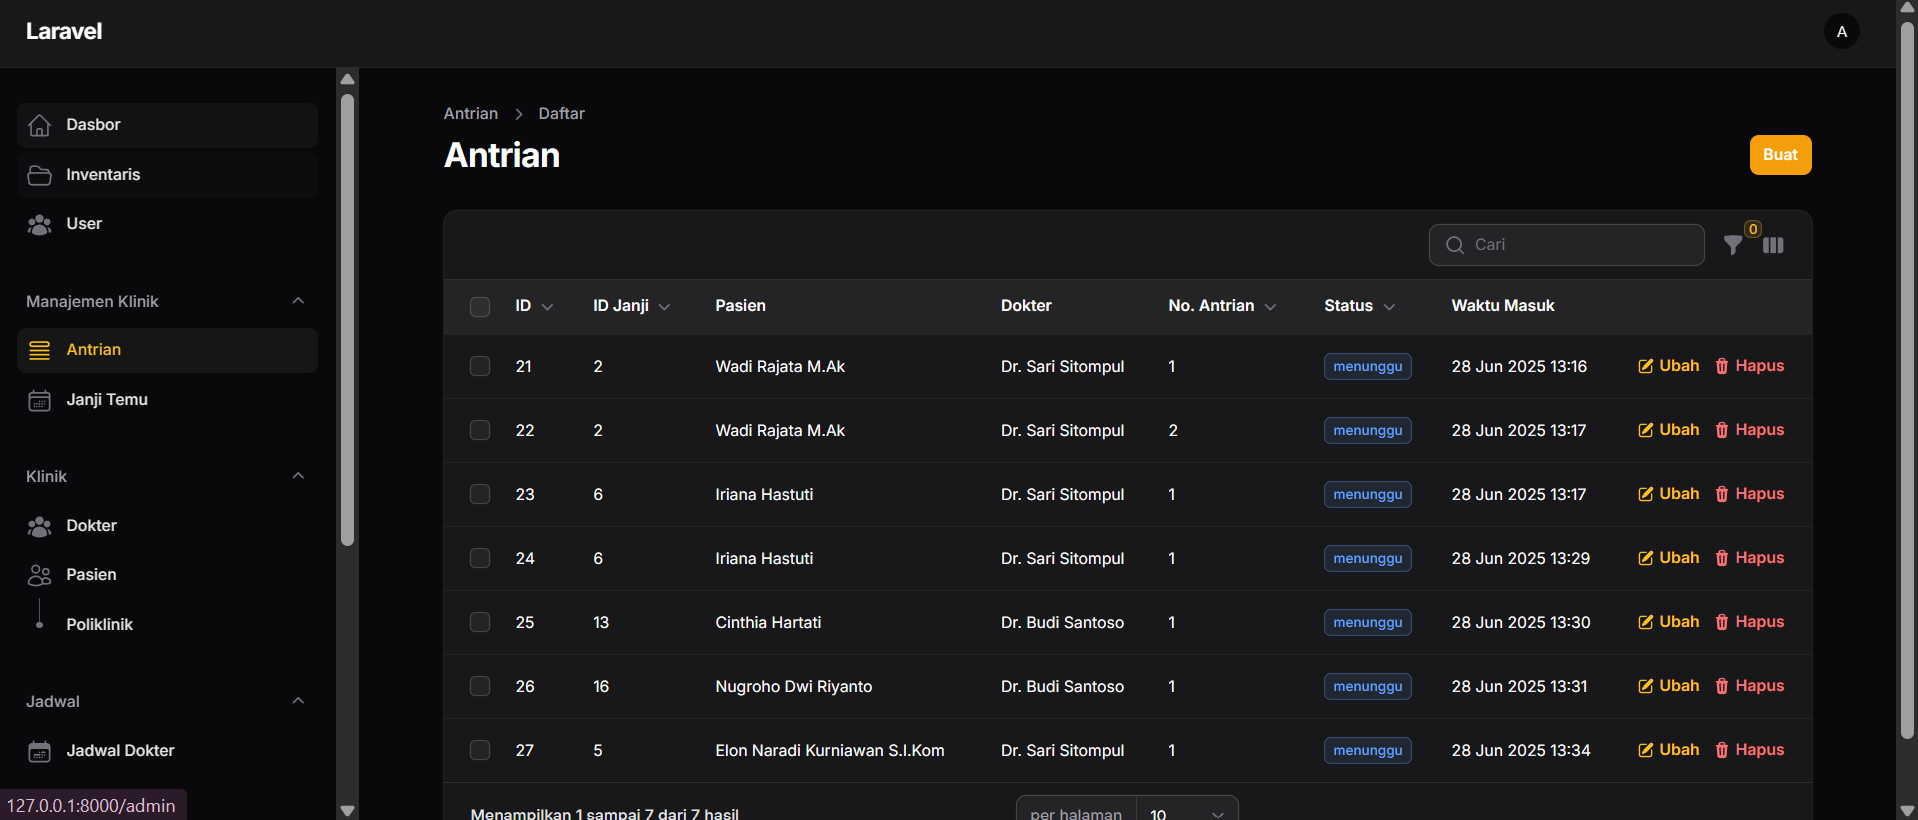 Laravel
A
Dasbor
Inventaris
User
Manajemen Klinik
Antrian
Janji Temu
Klinik
Dokter
Pasien
Poliklinik
Jadwal
Jadwal Dokter
127.0.0.1:8000/admin
Antrian > Daftar
Antrian
Buat
Cari
0
ID ID Janji Pasien Dokter No. Antrian Status Waktu Masuk
21 2 Wadi Rajata M.Ak Dr. Sari Sitompul 1 menunggu 28 Jun 2025 13:16 Ubah Hapus
22 2 Wadi Rajata M.Ak Dr. Sari Sitompul 2 menunggu 28 Jun 2025 13:17 Ubah Hapus
23 6 Iriana Hastuti Dr. Sari Sitompul 1 menunggu 28 Jun 2025 13:17 Ubah Hapus
24 6 Iriana Hastuti Dr. Sari Sitompul 1 menunggu 28 Jun 2025 13:29 Ubah Hapus
25 13 Cinthia Hartati Dr. Budi Santoso 1 menunggu 28 Jun 2025 13:30 Ubah Hapus
26 16 Nugroho Dwi Riyanto Dr. Budi Santoso 1 menunggu 28 Jun 2025 13:31 Ubah Hapus
27 5 Elon Naradi Kurniawan S.I.Kom Dr. Sari Sitompul 1 menunggu 28 Jun 2025 13:34 Ubah Hapus
Menampilkan 1 sampai 7 dari 7 hasil per halaman 10